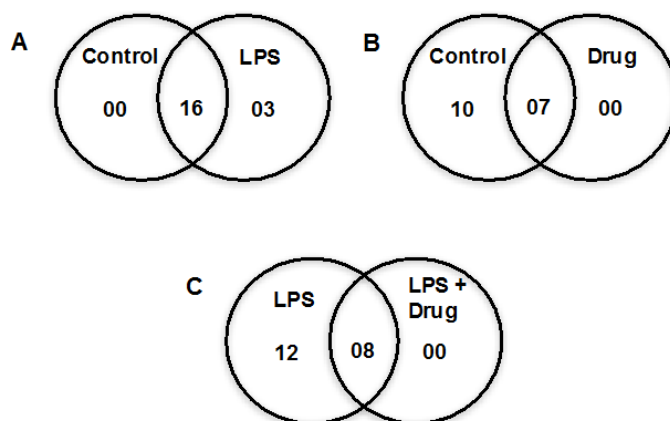 A
Control
LPS
00
16
03
B
Control
Drug
10
07
00
C
LPS
LPS +
Drug
12
08
00